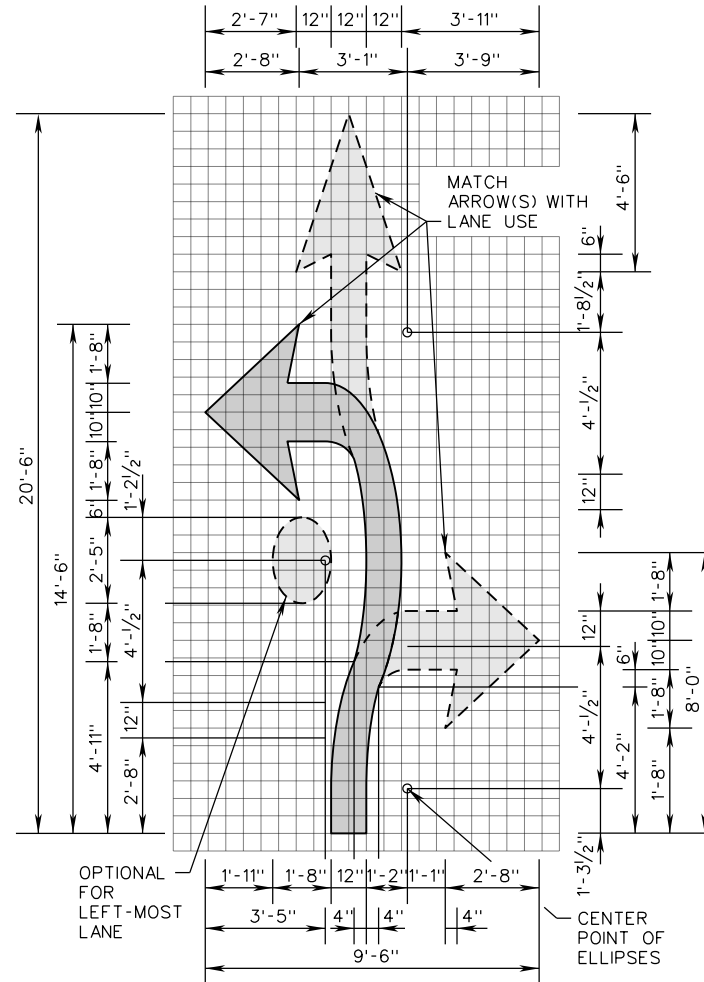 2'-7" 12" 12" 12" 3'-11"
2'-8" 3'-1" 3'-9"
MATCH
ARROW(S) WITH
LANE USE
4'-6"
6"
1'-8½"
4'-½"
12"
20'-6"
14'-6"
1'-8"
10"
10"
1'-8"
6"
2'-5"
1'-8"
4'-11"
1'-2½"
4'-½"
12"
2'-8"
12"
4'-½"
1'-3½"
6"
4'-2"
1'-8"
10"
10"
1'-8"
1'-8"
8'-0"
OPTIONAL
FOR
LEFT-MOST
LANE
1'-11" 1'-8" 12" 1'-2" 1'-1" 2'-8"
3'-5" 4" 4" 4"
9'-6"
CENTER
POINT OF
ELLIPSES